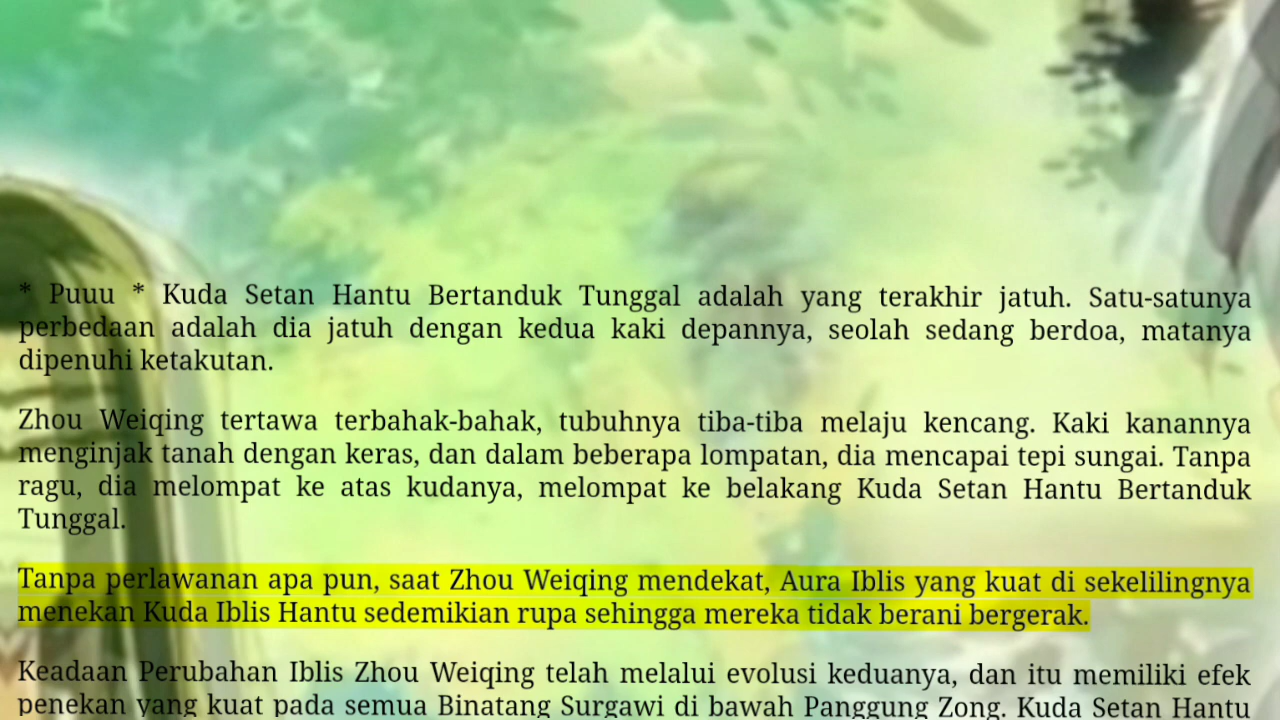 * Puuu * Kuda Setan Hantu Bertanduk Tunggal adalah yang terakhir jatuh. Satu-satunya
perbedaan adalah dia jatuh dengan kedua kaki depannya, seolah sedang berdoa, matanya
dipenuhi ketakutan.
Zhou Weiqing tertawa terbahak-bahak, tubuhnya tiba-tiba melaju kencang. Kaki kanannya
menginjak tanah dengan keras, dan dalam beberapa lompatan, dia mencapai tepi sungai. Tanpa
ragu, dia melompat ke atas kudanya, melompat ke belakang Kuda Setan Hantu Bertanduk
Tunggal.
Tanpa perlawanan apa pun, saat Zhou Weiqing mendekat, Aura Iblis yang kuat di sekelilingnya
menekan Kuda Iblis Hantu sedemikian rupa sehingga mereka tidak berani bergerak.
Keadaan Perubahan Iblis Zhou Weiqing telah melalui evolusi keduanya, dan itu memiliki efek
penekan yang kuat pada semua Binatang Surgawi di bawah Panggung Zong. Kuda Setan Hantu